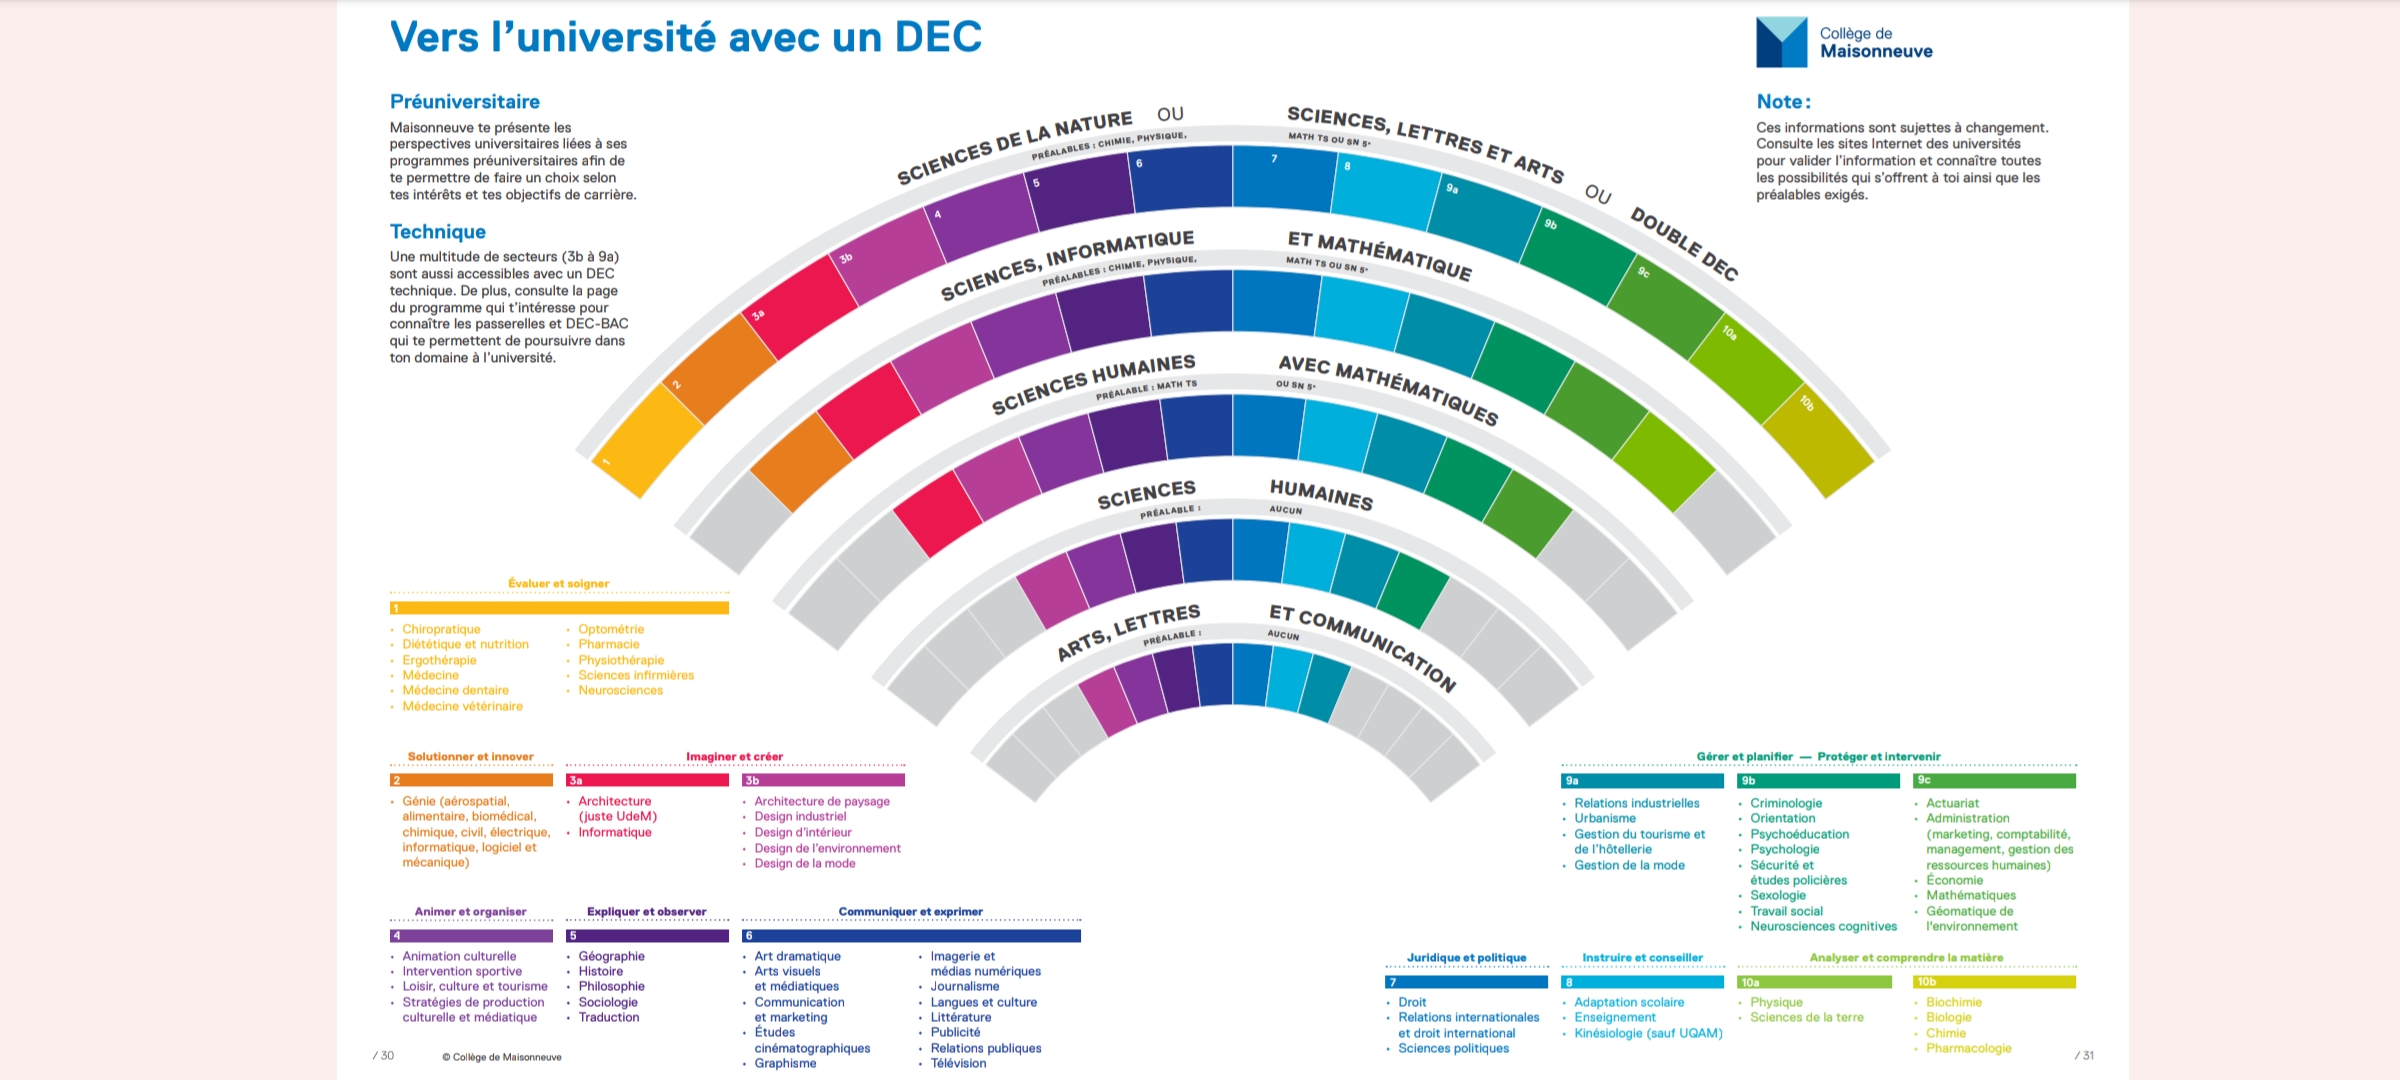 Vers l’université avec un DEC
Collège de
Maisonneuve
Préuniversitaire
Maisonneuve te présente les
perspectives universitaires liées à ses
programmes préuniversitaires afin de
te permettre de faire un choix selon
tes intérêts et tes objectifs de carrière.
Technique
Une multitude de secteurs (3b à 9a)
sont aussi accessibles avec un DEC
technique. De plus, consulte la page
du programme qui t’intéresse pour
connaître les passerelles et DEC-BAC
qui te permettent de poursuivre dans
ton domaine à l’université.
Note :
Ces informations sont sujettes à changement.
Consulte les sites Internet des universités
pour valider l’information et connaître toutes
les possibilités qui s’offrent à toi ainsi que les
préalables exigés.
SCIENCES DE LA NATURE OU SCIENCES, LETTRES ET ARTS OU DOUBLE DEC
PRÉALABLES : CHIMIE, PHYSIQUE, MATH TS OU SN 5e
1 2 3a 3b 4 5 6 7 8 9a 9b 9c 10a 10b
SCIENCES, INFORMATIQUE ET MATHÉMATIQUE
PRÉALABLES : CHIMIE, PHYSIQUE, MATH TS OU SN 5e
SCIENCES HUMAINES AVEC MATHÉMATIQUES
PRÉALABLE : MATH TS OU SN 5e
SCIENCES HUMAINES
PRÉALABLE : AUCUN
ARTS, LETTRES ET COMMUNICATION
PRÉALABLE : AUCUN
Évaluer et soigner
1
• Chiropratique
• Diététique et nutrition
• Ergothérapie
• Médecine
• Médecine dentaire
• Médecine vétérinaire
• Optométrie
• Pharmacie
• Physiothérapie
• Sciences infirmières
• Neurosciences
Solutionner et innover
2
• Génie (aérospatial,
alimentaire, biomédical,
chimique, civil, électrique,
informatique, logiciel et
mécanique)
Imaginer et créer
3a
• Architecture
(juste UdeM)
• Informatique
3b
• Architecture de paysage
• Design industriel
• Design d’intérieur
• Design de l’environnement
• Design de la mode
Animer et organiser
4
• Animation culturelle
• Intervention sportive
• Loisir, culture et tourisme
• Stratégies de production
culturelle et médiatique
Expliquer et observer
5
• Géographie
• Histoire
• Philosophie
• Sociologie
• Traduction
Communiquer et exprimer
6
• Art dramatique
• Arts visuels
et médiatiques
• Communication
et marketing
• Études
cinématographiques
• Graphisme
• Imagerie et
médias numériques
• Journalisme
• Langues et culture
• Littérature
• Publicité
• Relations publiques
• Télévision
Gérer et planifier — Protéger et intervenir
9a
• Relations industrielles
• Urbanisme
• Gestion du tourisme et
de l’hôtellerie
• Gestion de la mode
9b
• Criminologie
• Orientation
• Psychoéducation
• Psychologie
• Sécurité et
études policières
• Sexologie
• Travail social
• Neurosciences cognitives
9c
• Actuariat
• Administration
(marketing, comptabilité,
management, gestion des
ressources humaines)
• Économie
• Mathématiques
• Géomatique de
l'environnement
Juridique et politique
7
• Droit
• Relations internationales
et droit international
• Sciences politiques
Instruire et conseiller
8
• Adaptation scolaire
• Enseignement
• Kinésiologie (sauf UQAM)
Analyser et comprendre la matière
10a
• Physique
• Sciences de la terre
10b
• Biochimie
• Biologie
• Chimie
• Pharmacologie
/ 30
© Collège de Maisonneuve
/ 31